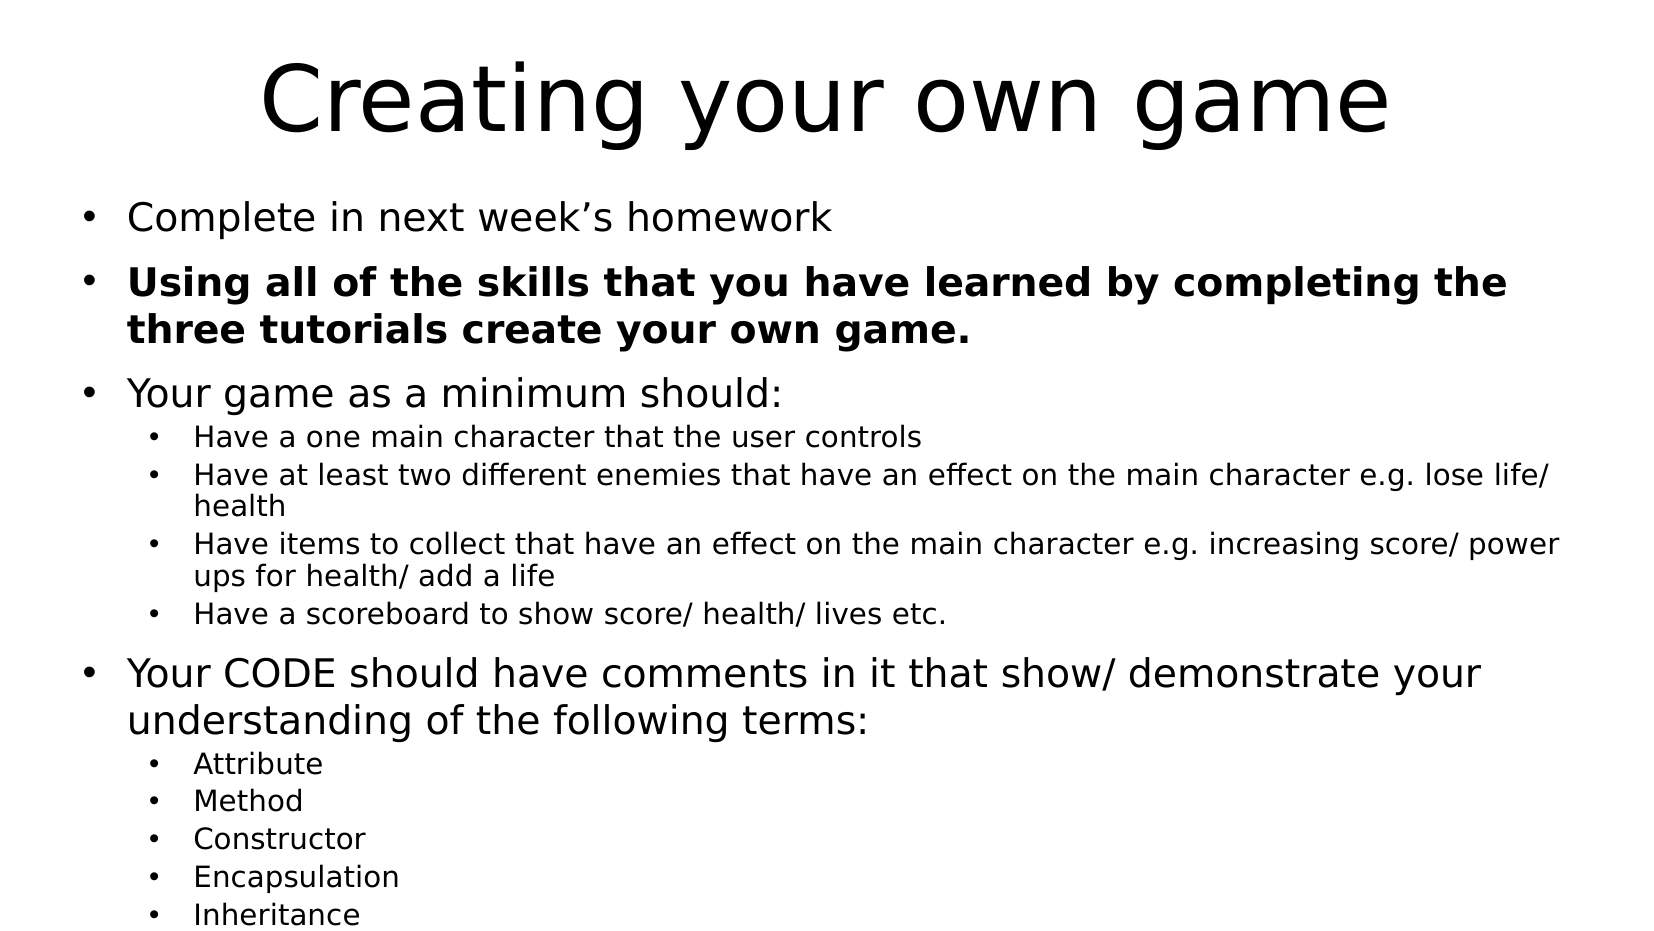 Creating your own game
• Complete in next week’s homework
• Using all of the skills that you have learned by completing the
three tutorials create your own game.
• Your game as a minimum should:
• Have a one main character that the user controls
• Have at least two different enemies that have an effect on the main character e.g. lose life/
health
• Have items to collect that have an effect on the main character e.g. increasing score/ power
ups for health/ add a life
• Have a scoreboard to show score/ health/ lives etc.
• Your CODE should have comments in it that show/ demonstrate your
understanding of the following terms:
• Attribute
• Method
• Constructor
• Encapsulation
• Inheritance